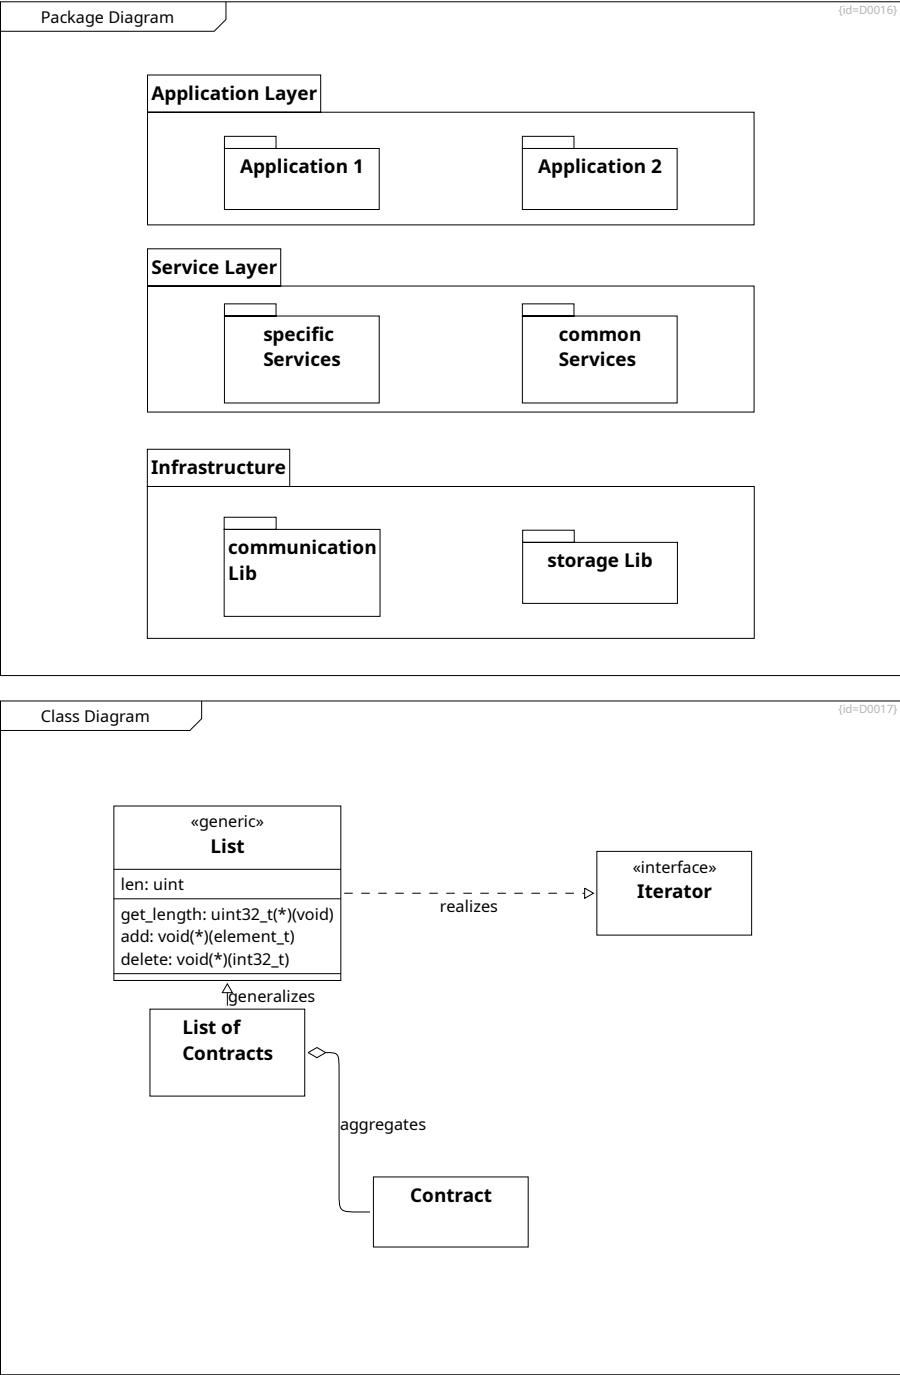 Package Diagram
{id=D0016}
Application Layer
Application 1
Application 2
Service Layer
specific
Services
common
Services
Infrastructure
communication
Lib
storage Lib
Class Diagram
{id=D0017}
«generic»
List
len: uint
get_length: uint32_t(*)(void)
add: void(*)(element_t)
delete: void(*)(int32_t)
realizes
«interface»
Iterator
generalizes
List of
Contracts
aggregates
Contract